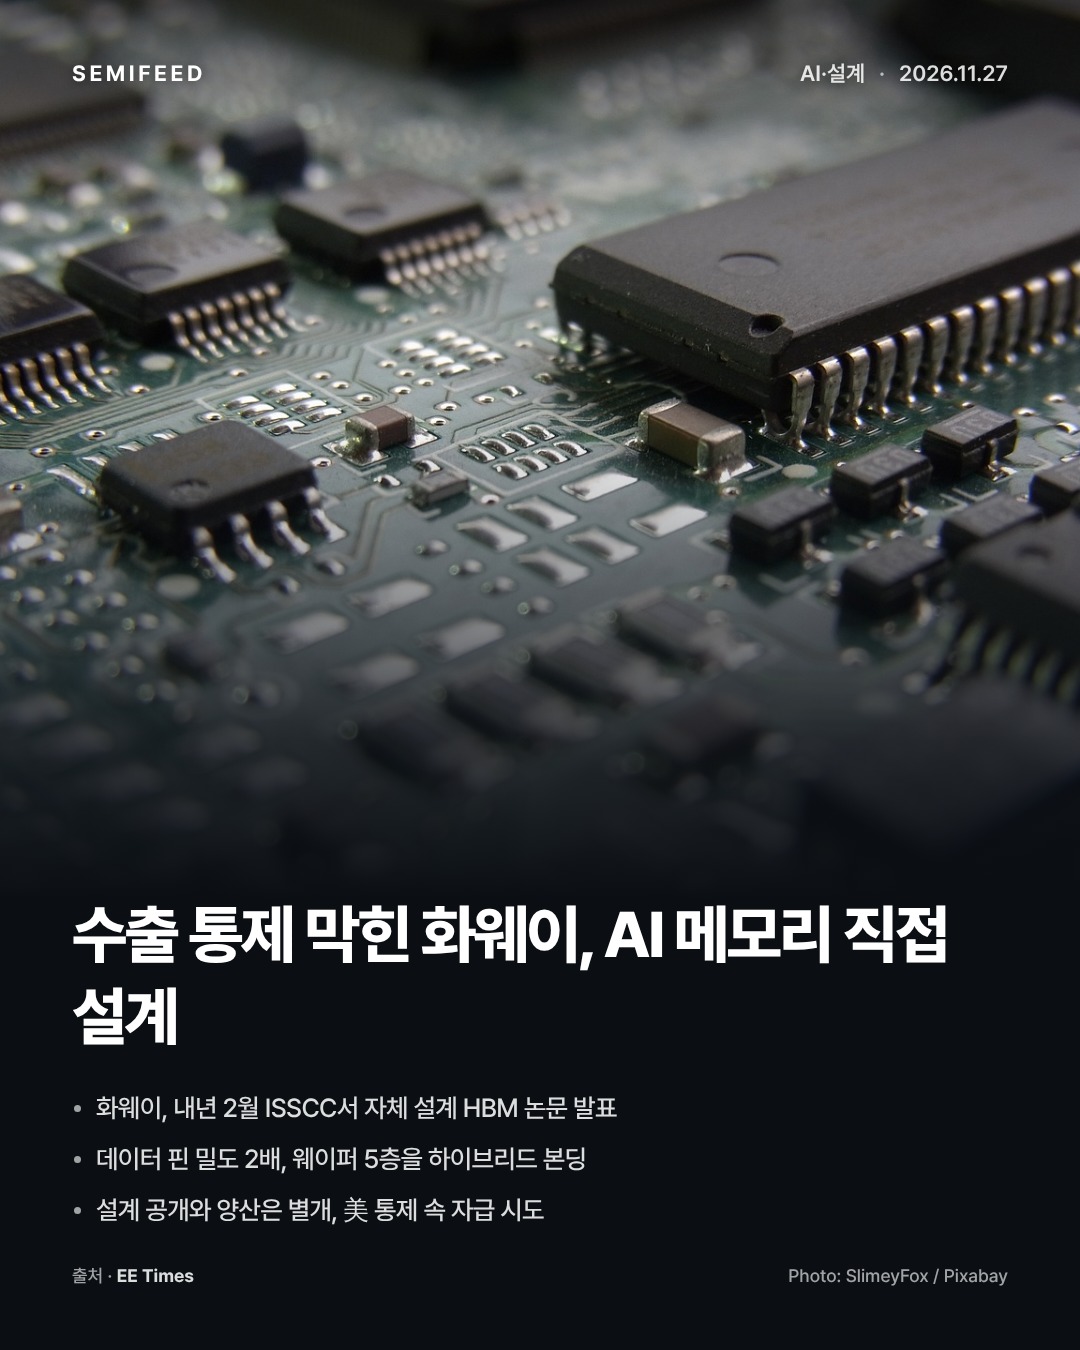 SEMIFEED
AI·설계 · 2026.11.27
수출 통제 막힌 화웨이, AI 메모리 직접
설계
• 화웨이, 내년 2월 ISSCC서 자체 설계 HBM 논문 발표
• 데이터 핀 밀도 2배, 웨이퍼 5층을 하이브리드 본딩
• 설계 공개와 양산은 별개, 美 통제 속 자급 시도
출처 · EE Times
Photo: SlimeyFox / Pixabay